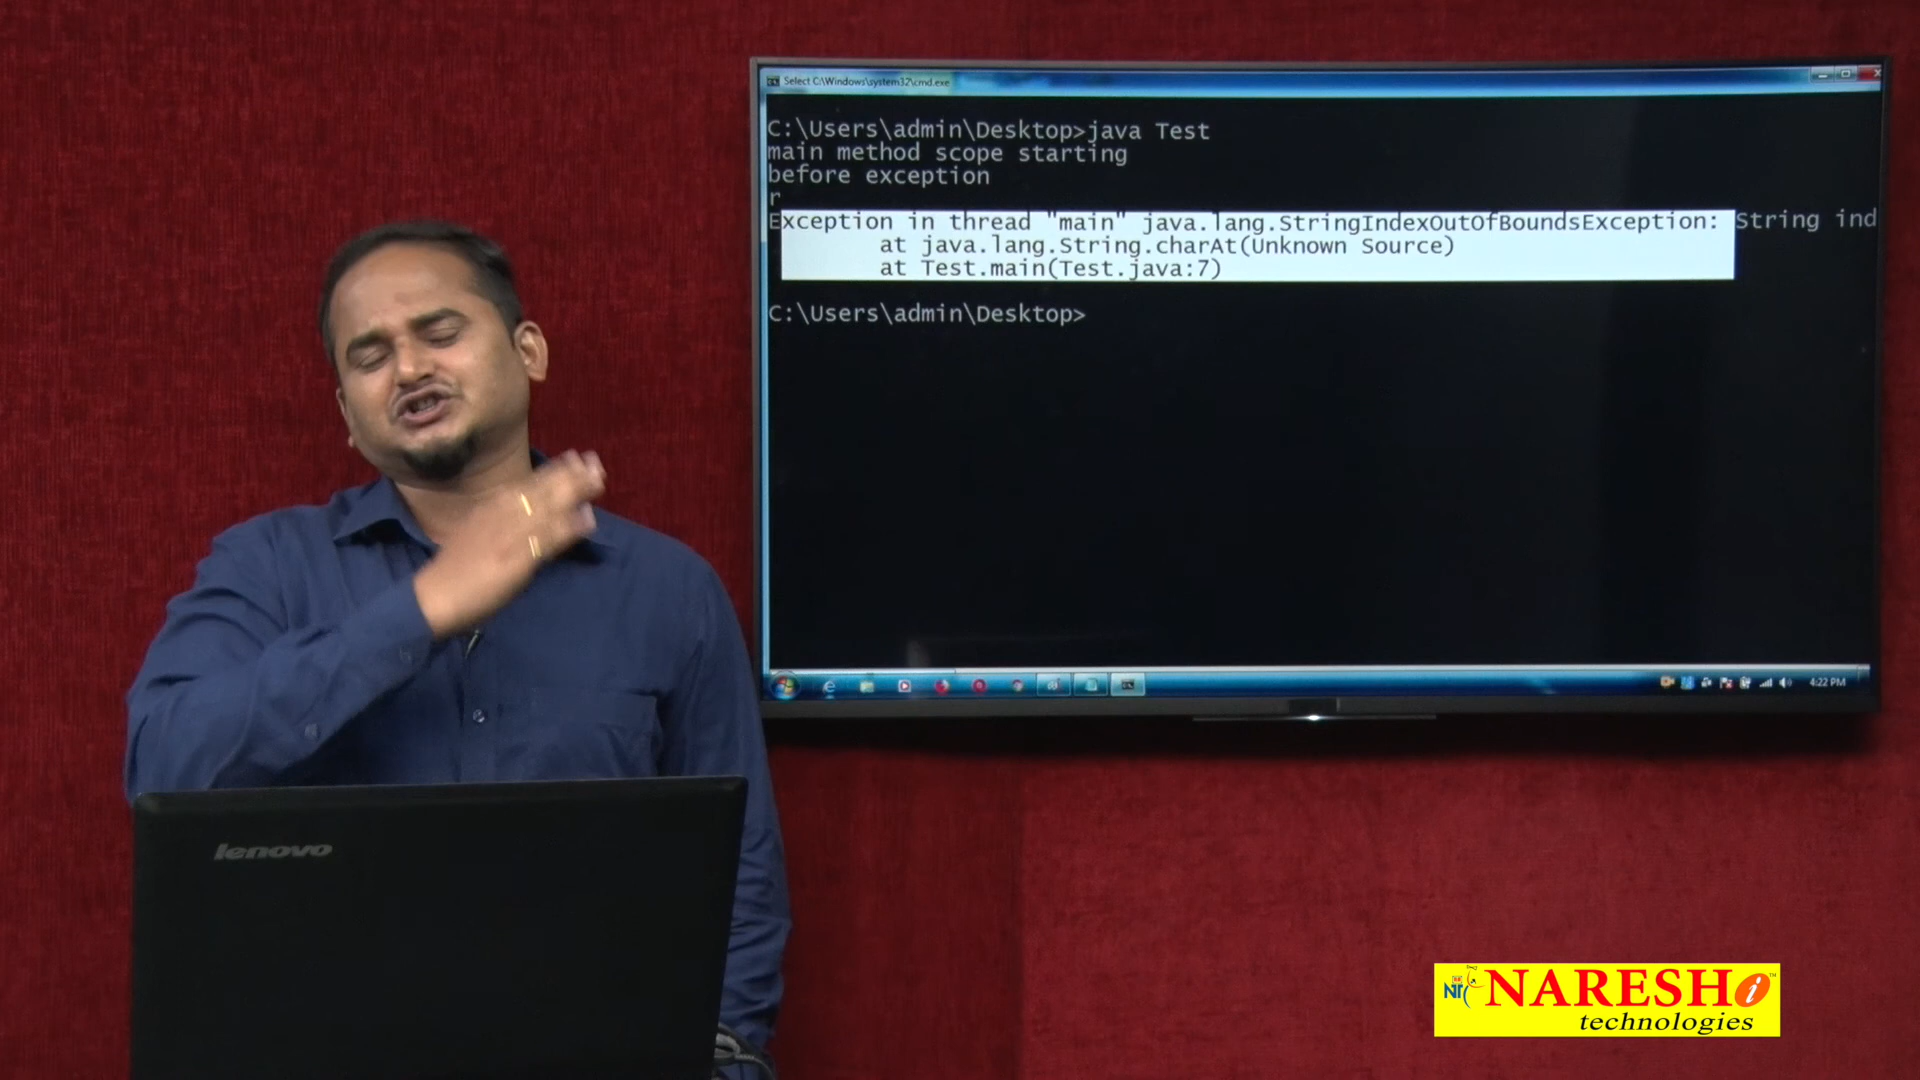 Select C:\Windows\system32\cmd.exe
C:\Users\admin\Desktop>java Test
main method scope starting
before exception
r
Exception in thread "main" java.lang.StringIndexOutOfBoundsException: String ind
at java.lang.String.charAt(Unknown Source)
at Test.main(Test.java:7)
C:\Users\admin\Desktop>
4:22 PM
lenovo
NARESH i ™
technologies